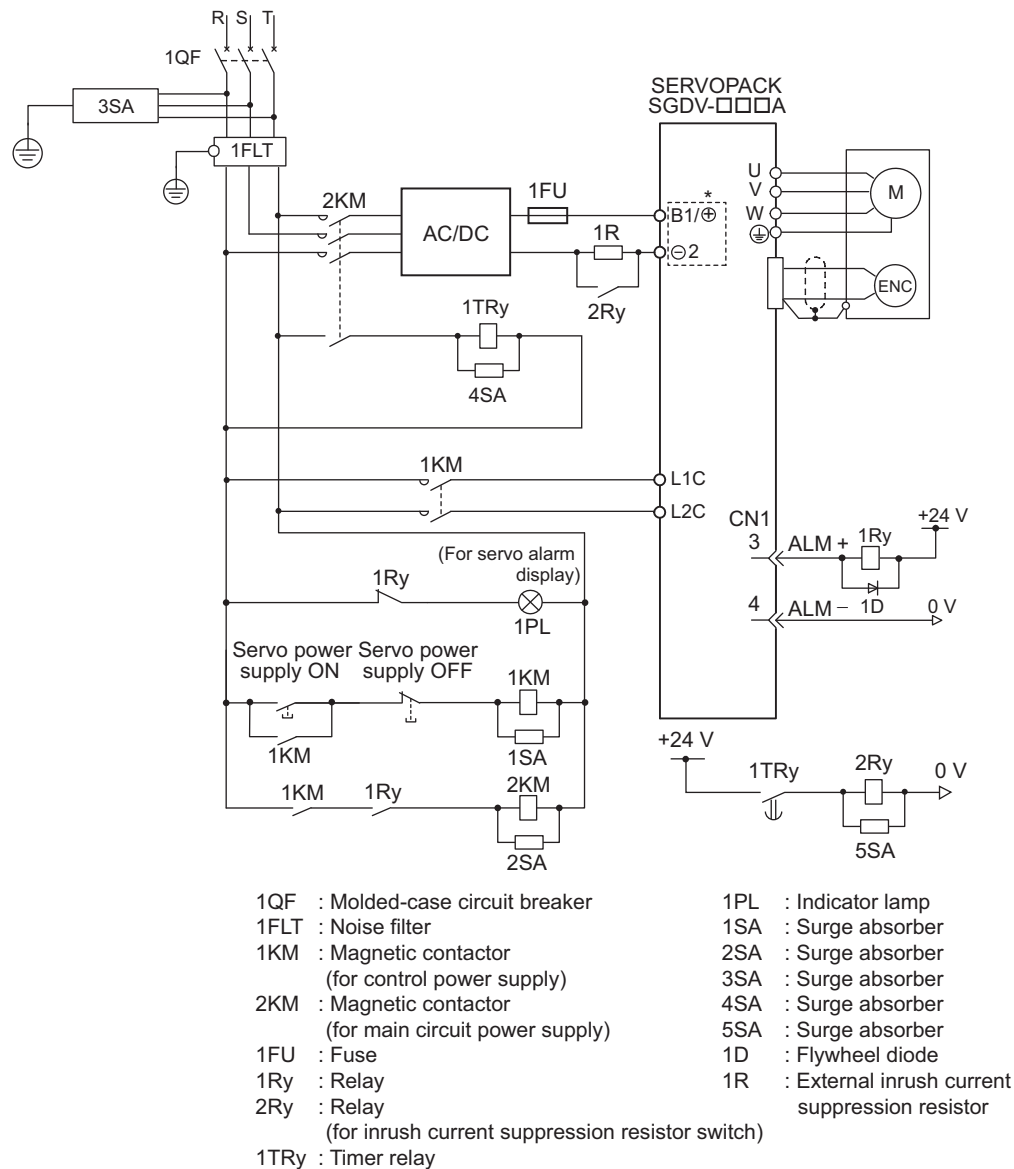 R S T
1QF
3SA
1FLT
SERVOPACK
SGDV-□□□A
2KM
AC/DC
1FU
1R
2Ry
*
B1/⊕
⊖2
U
V
W
M
ENC
1TRy
4SA
1KM
L1C
L2C
CN1
3
ALM +
1Ry
+24 V
1D
4
ALM −
0 V
(For servo alarm
display)
1Ry
1PL
Servo power
supply ON
Servo power
supply OFF
1KM
1KM
1SA
1KM
1Ry
2KM
2SA
+24 V
1TRy
2Ry
0 V
5SA
1QF : Molded-case circuit breaker
1FLT : Noise filter
1KM : Magnetic contactor
(for control power supply)
2KM : Magnetic contactor
(for main circuit power supply)
1FU : Fuse
1Ry : Relay
2Ry : Relay
(for inrush current suppression resistor switch)
1TRy : Timer relay
1PL : Indicator lamp
1SA : Surge absorber
2SA : Surge absorber
3SA : Surge absorber
4SA : Surge absorber
5SA : Surge absorber
1D : Flywheel diode
1R : External inrush current
suppression resistor